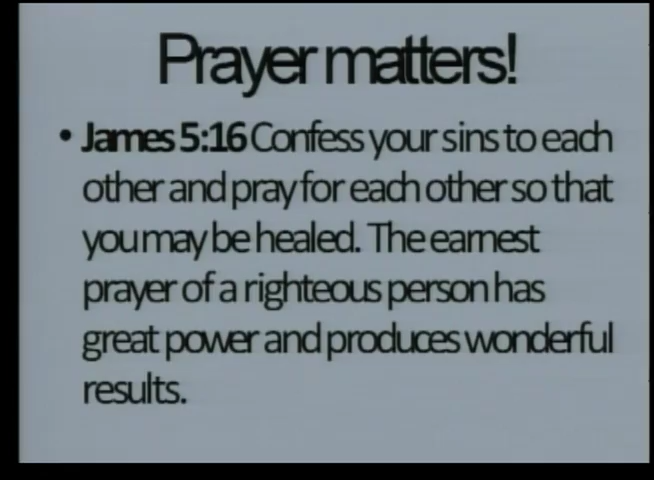 Prayer matters!
• James 5:16 Confess your sins to each
other and pray for each other so that
you may be healed. The earnest
prayer of a righteous person has
great power and produces wonderful
results.